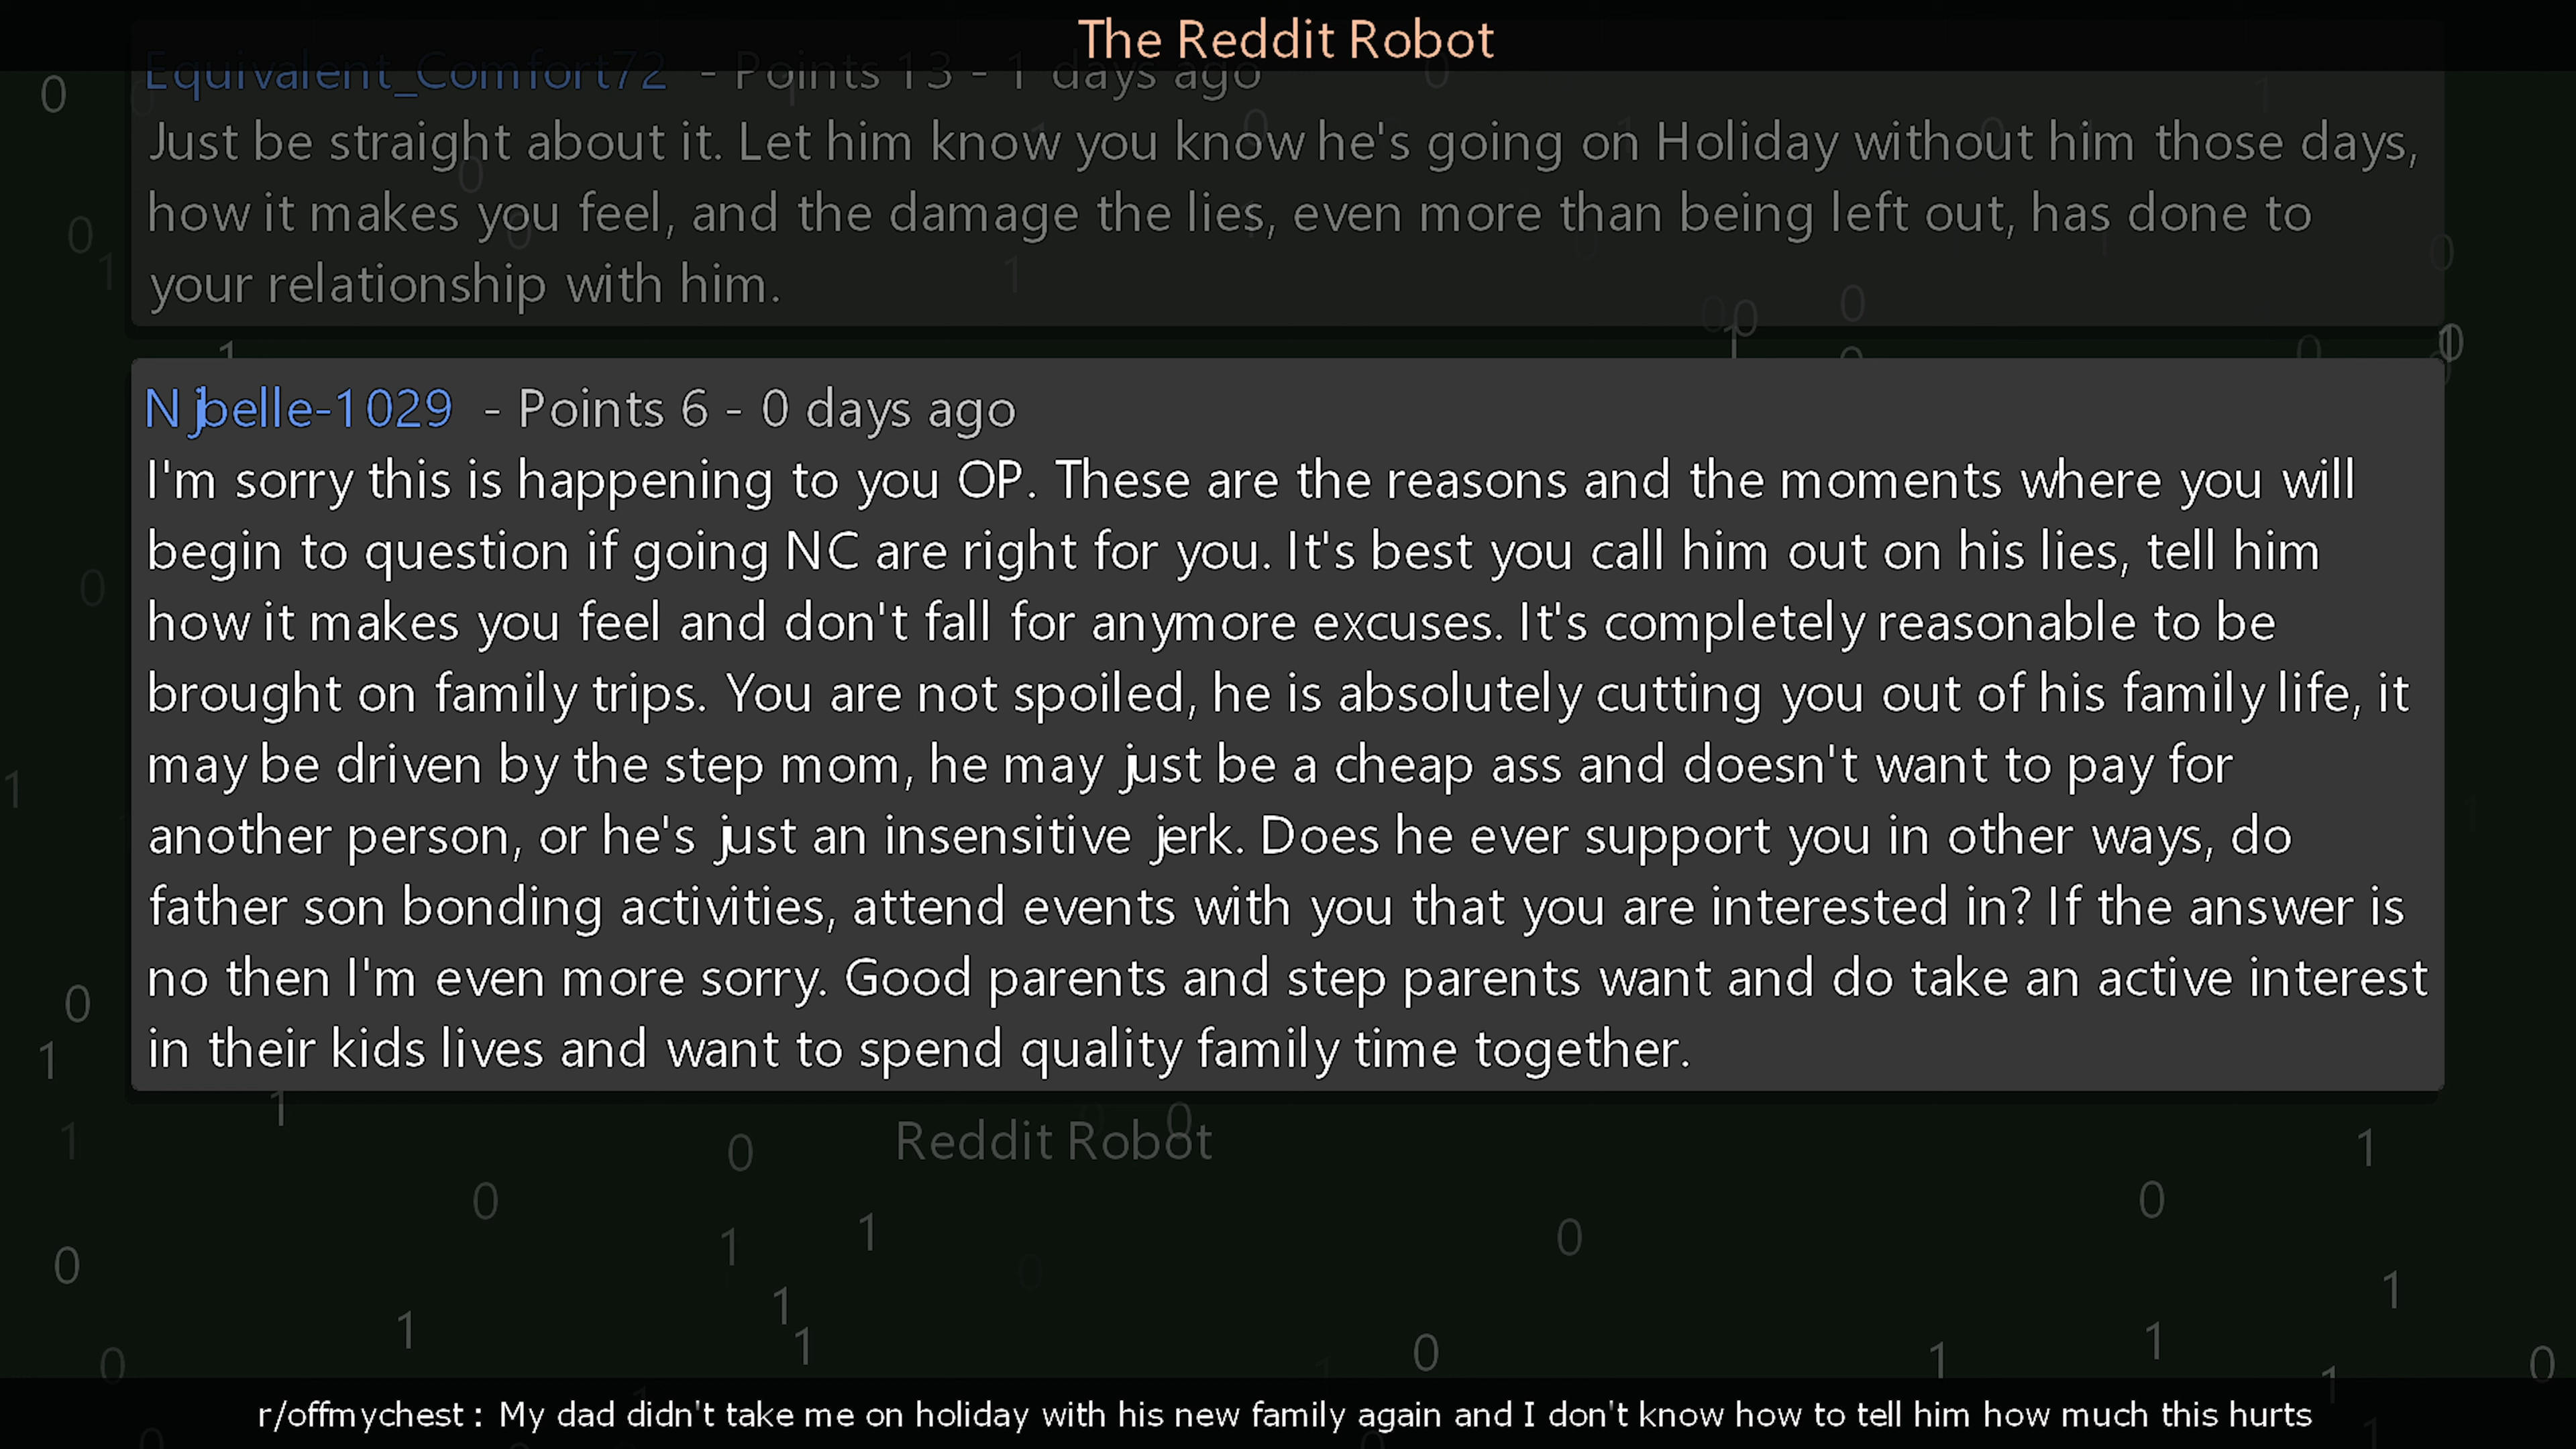 The Reddit Robot
Equivalent_Comfort72 - Points 13 - 1 days ago
Just be straight about it. Let him know you know he's going on Holiday without him those days,
how it makes you feel, and the damage the lies, even more than being left out, has done to
your relationship with him.
Njbelle-1029 - Points 6 - 0 days ago
I'm sorry this is happening to you OP. These are the reasons and the moments where you will
begin to question if going NC are right for you. It's best you call him out on his lies, tell him
how it makes you feel and don't fall for anymore excuses. It's completely reasonable to be
brought on family trips. You are not spoiled, he is absolutely cutting you out of his family life, it
may be driven by the step mom, he may just be a cheap ass and doesn't want to pay for
another person, or he's just an insensitive jerk. Does he ever support you in other ways, do
father son bonding activities, attend events with you that you are interested in? If the answer is
no then I'm even more sorry. Good parents and step parents want and do take an active interest
in their kids lives and want to spend quality family time together.
Reddit Robot
r/offmychest : My dad didn't take me on holiday with his new family again and I don't know how to tell him how much this hurts